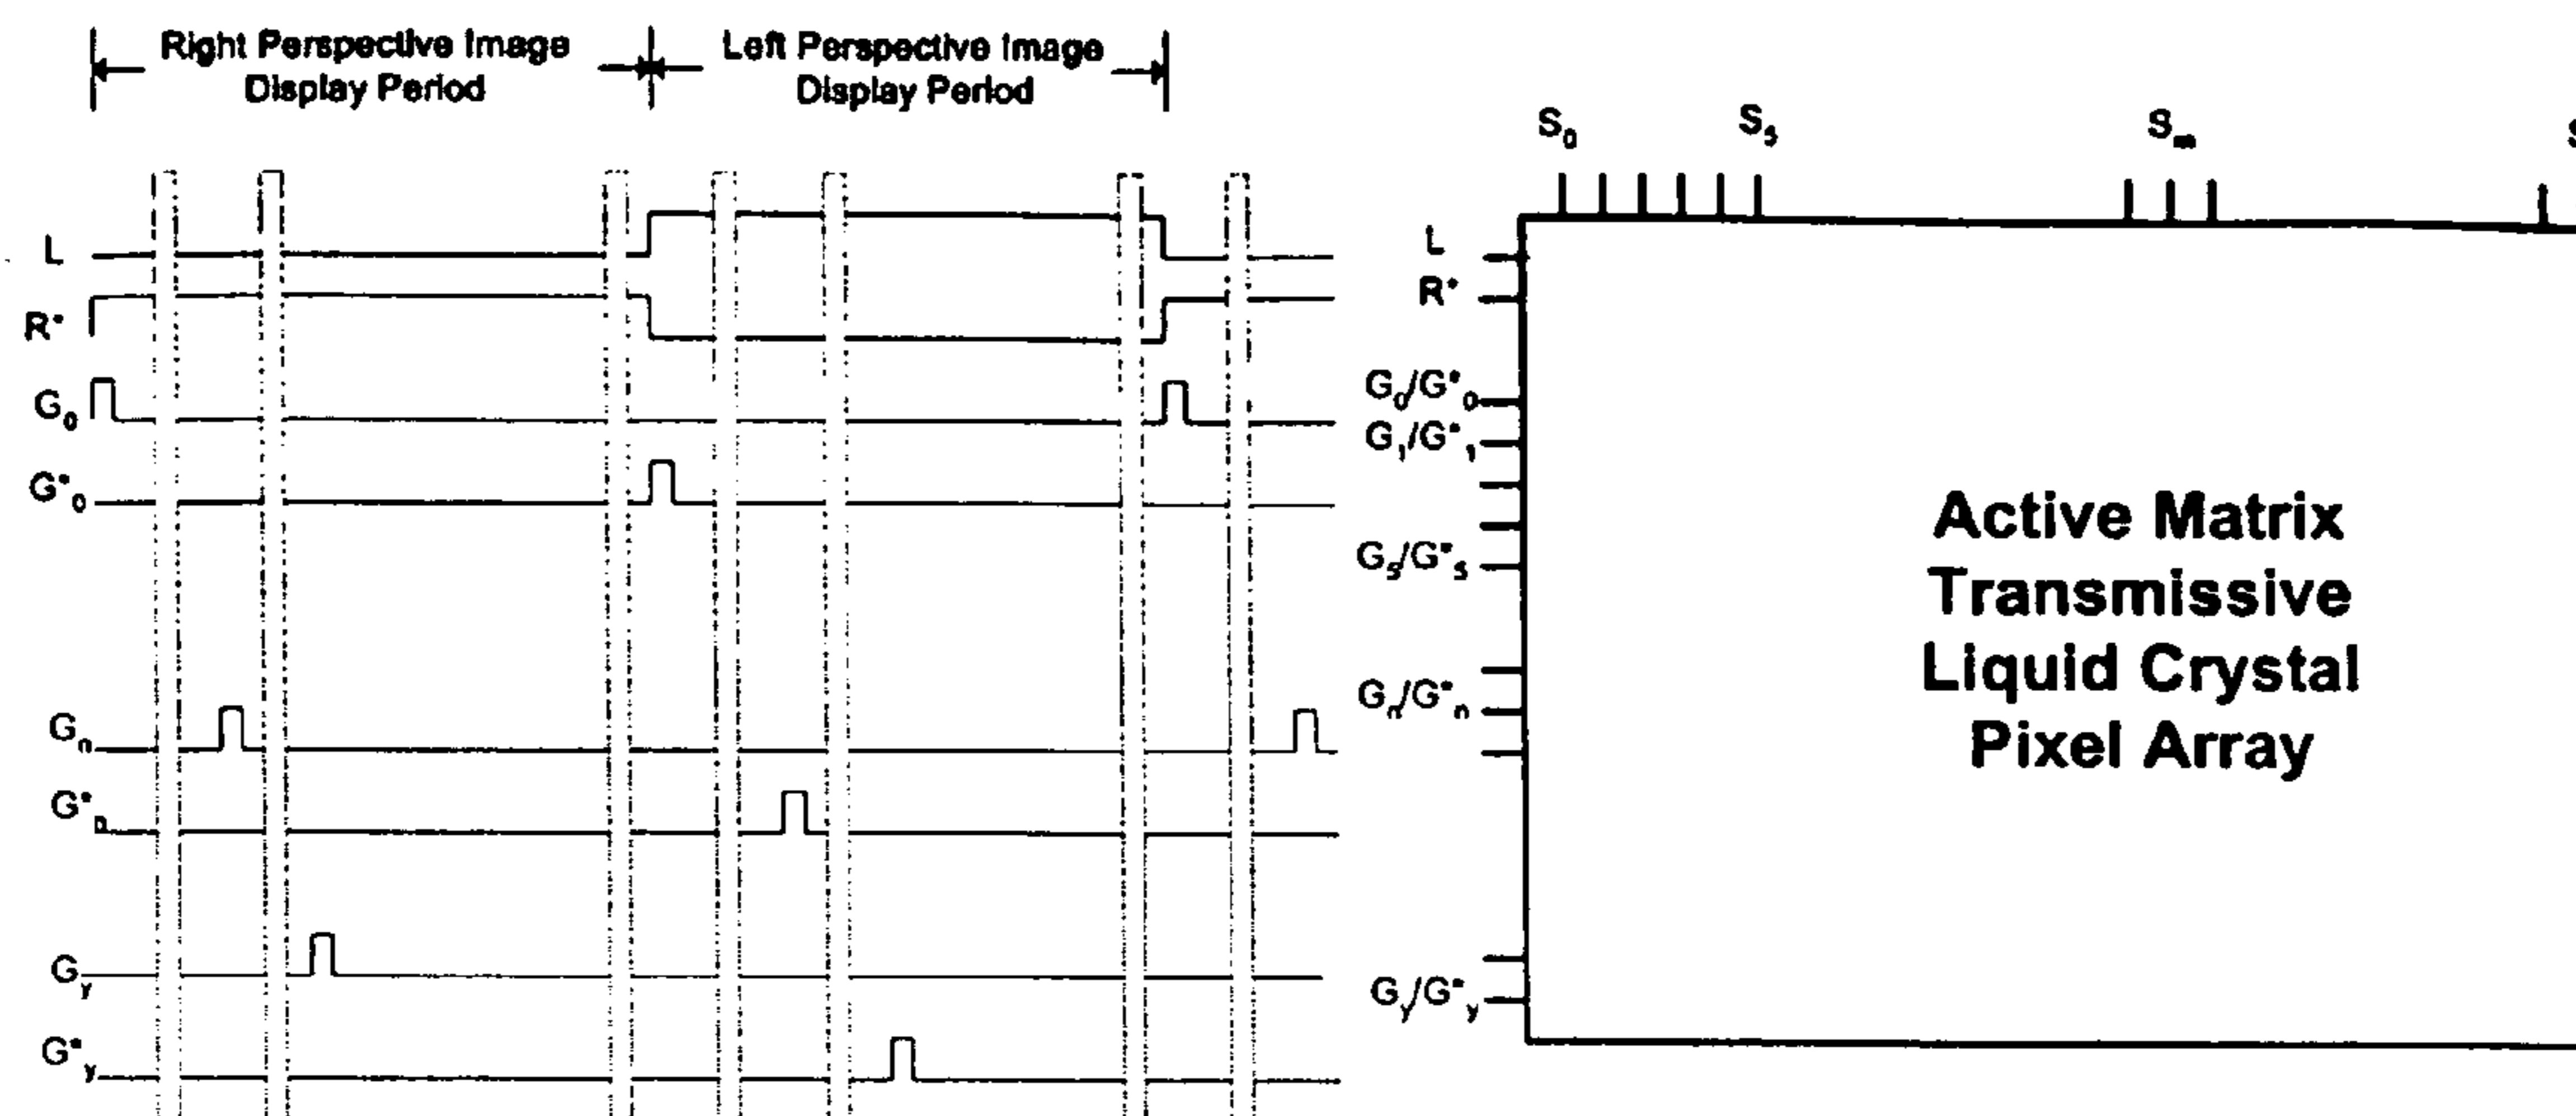 Right Perspective Image
Display Period
Left Perspective Image
Display Period
L
R*
G0
G*0
Gn
G*n
Gy
G*y
S0
S5
Sm
L
R*
G0/G*0
G1/G*1
G5/G*5
Gn/G*n
Gy/G*y
Active Matrix
Transmissive
Liquid Crystal
Pixel Array